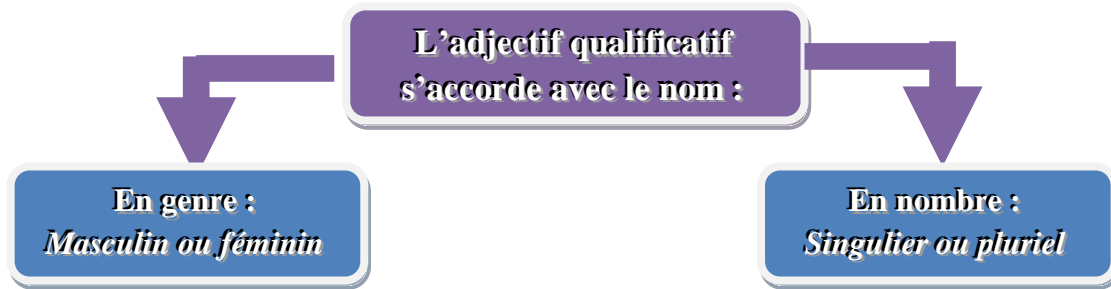 L’adjectif qualificatif
s’accorde avec le nom :
En genre :
Masculin ou féminin
En nombre :
Singulier ou pluriel